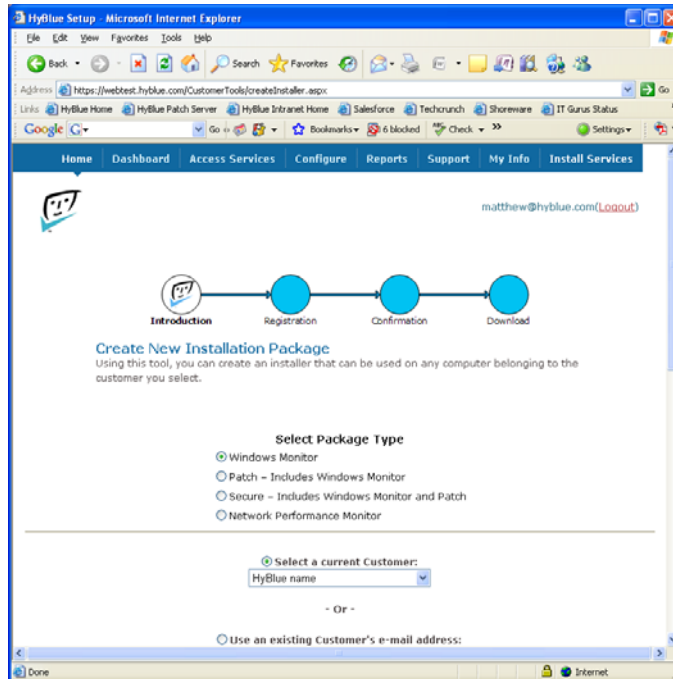 HyBlue Setup - Microsoft Internet Explorer
File Edit View Favorites Tools Help
Back Search Favorites
Address https://webtest.hyblue.com/CustomerTools/createInstaller.aspx Go
Links HyBlue Home HyBlue Patch Server HyBlue Intranet Home Salesforce Techcrunch Shoreware IT Gurus Status
Google G Go Bookmarks 6 blocked Check » Settings
Home Dashboard Access Services Configure Reports Support My Info Install Services
matthew@hyblue.com(Logout)
Introduction Registration Confirmation Download
Create New Installation Package
Using this tool, you can create an installer that can be used on any computer belonging to the
customer you select.
Select Package Type
Windows Monitor
Patch – Includes Windows Monitor
Secure – Includes Windows Monitor and Patch
Network Performance Monitor
Select a current Customer:
HyBlue name
- Or -
Use an existing Customer's e-mail address:
Done Internet